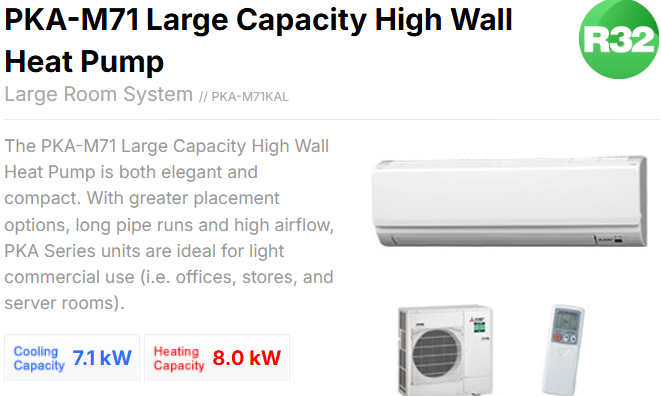 PKA-M71 Large Capacity High Wall
Heat Pump
R32
Large Room System // PKA-M71KAL
The PKA-M71 Large Capacity High Wall
Heat Pump is both elegant and
compact. With greater placement
options, long pipe runs and high airflow,
PKA Series units are ideal for light
commercial use (i.e. offices, stores, and
server rooms).
Cooling
Capacity 7.1 kW
Heating
Capacity 8.0 kW